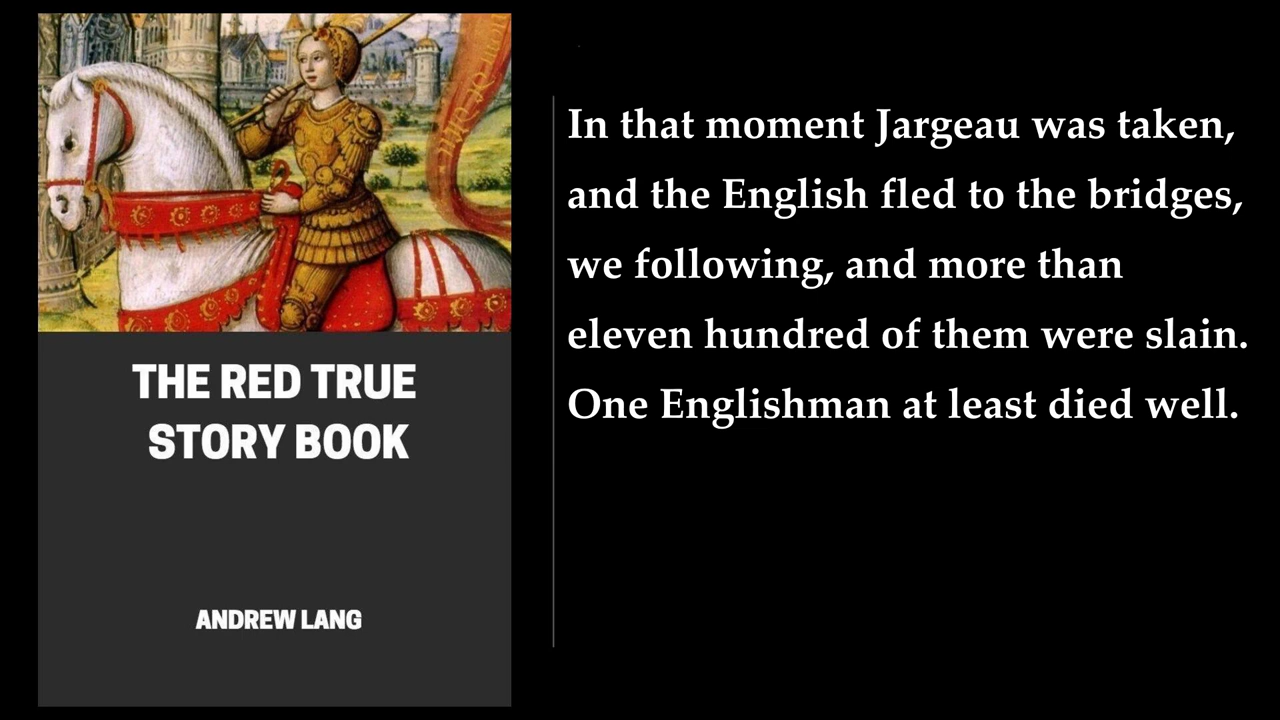 THE RED TRUE
STORY BOOK
ANDREW LANG
In that moment Jargeau was taken,
and the English fled to the bridges,
we following, and more than
eleven hundred of them were slain.
One Englishman at least died well.